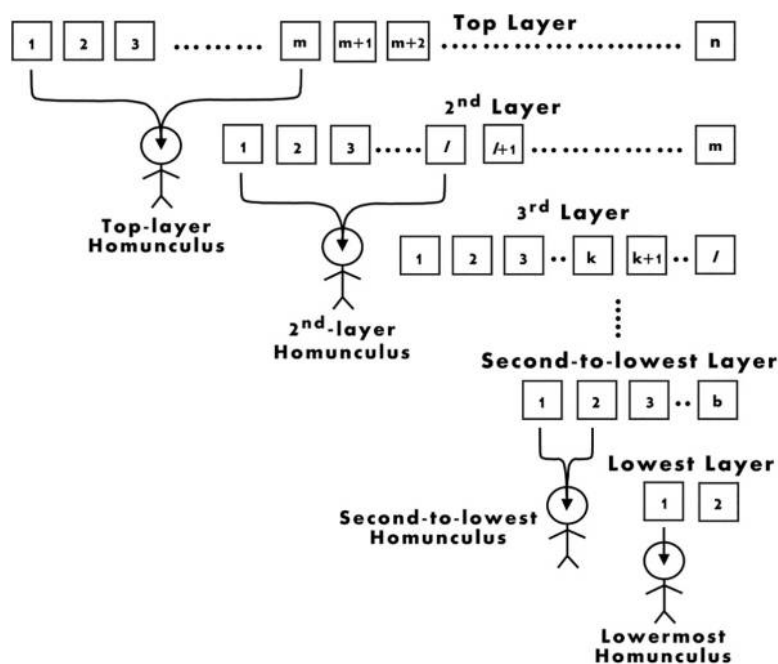 Top Layer
1 2 3 ......... m m+1 m+2 .............................. n
2nd Layer
1 2 3 ..... l l+1 ............... m
Top-layer
Homunculus
3rd Layer
1 2 3 .. k k+1 .. l
2nd-layer
Homunculus
Second-to-lowest Layer
1 2 3 .. b
Lowest Layer
1 2
Second-to-lowest
Homunculus
Lowermost
Homunculus